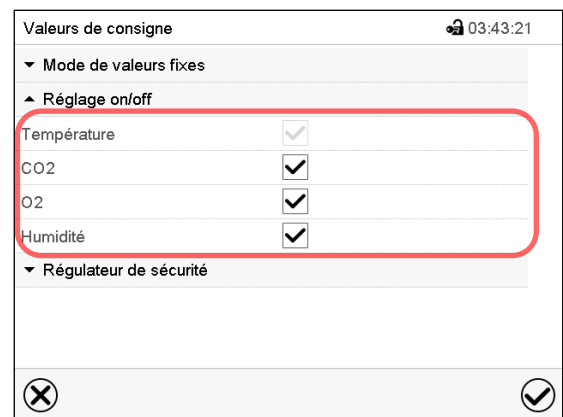 Valeurs de consigne 03:43:21
Mode de valeurs fixes
Réglage on/off
Température
CO2
O2
Humidité
Régulateur de sécurité